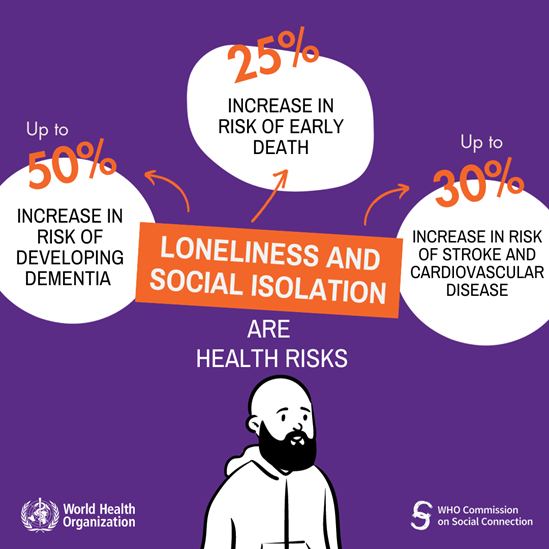 25%
INCREASE IN
RISK OF EARLY
DEATH
Up to
50%
INCREASE IN
RISK OF
DEVELOPING
DEMENTIA
Up to
30%
INCREASE IN RISK
OF STROKE AND
CARDIOVASCULAR
DISEASE
LONELINESS AND
SOCIAL ISOLATION
ARE
HEALTH RISKS
World Health
Organization
WHO Commission
on Social Connection